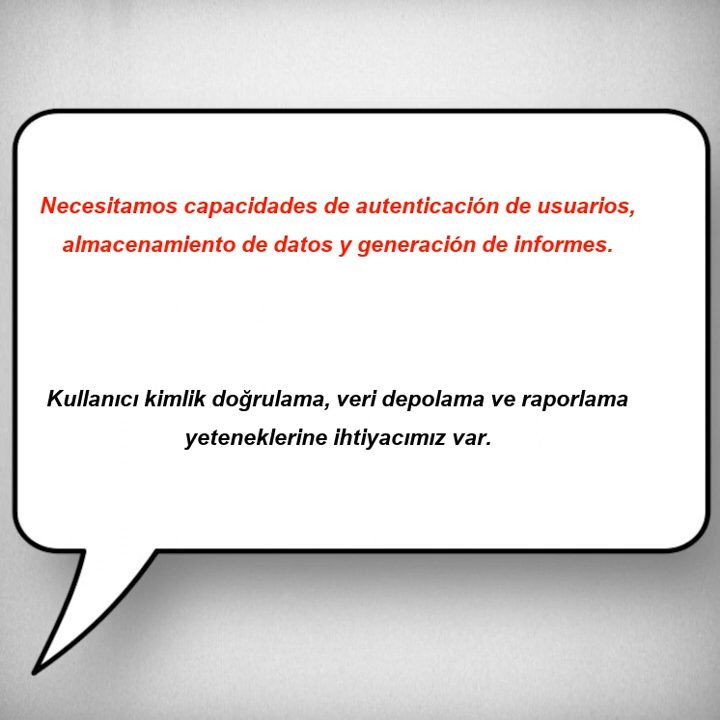 Necesitamos capacidades de autenticación de usuarios,
almacenamiento de datos y generación de informes.
Kullanıcı kimlik doğrulama, veri depolama ve raporlama
yeteneklerine ihtiyacımız var.